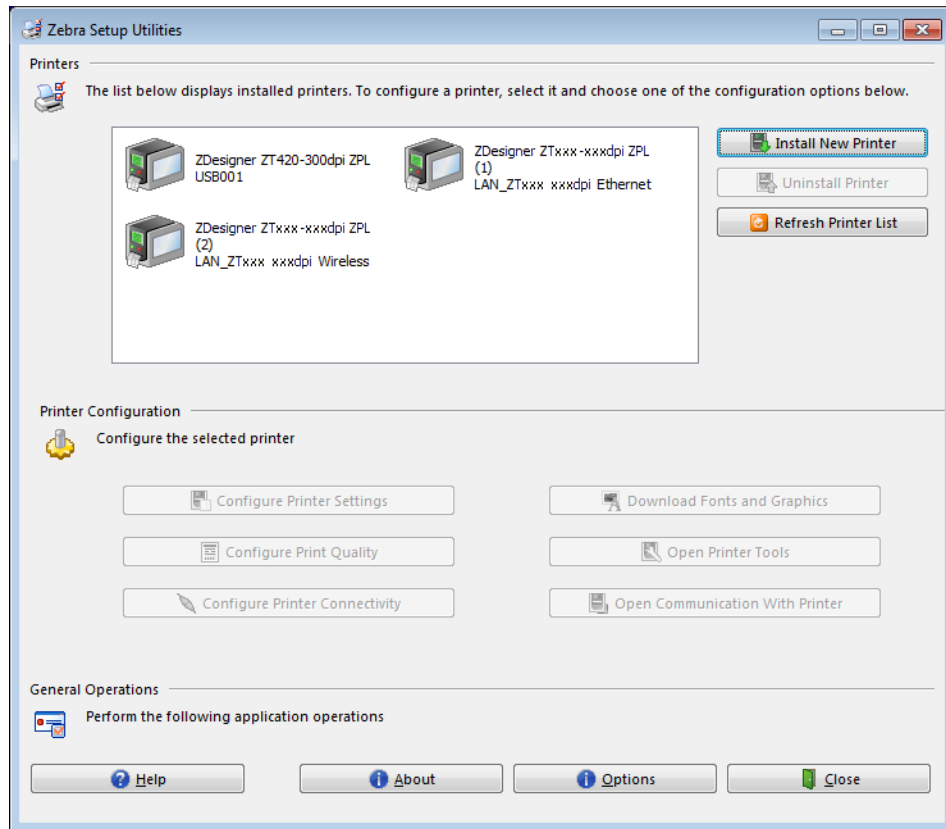 Zebra Setup Utilities
Printers
The list below displays installed printers. To configure a printer, select it and choose one of the configuration options below.
ZDesigner ZT420-300dpi ZPL
USB001
ZDesigner ZTxxx-xxxdpi ZPL
(1)
LAN_ZTxxx xxxdpi Ethernet
ZDesigner ZTxxx-xxxdpi ZPL
(2)
LAN_ZTxxx xxxdpi Wireless
Install New Printer
Uninstall Printer
Refresh Printer List
Printer Configuration
Configure the selected printer
Configure Printer Settings
Download Fonts and Graphics
Configure Print Quality
Open Printer Tools
Configure Printer Connectivity
Open Communication With Printer
General Operations
Perform the following application operations
Help
About
Options
Close